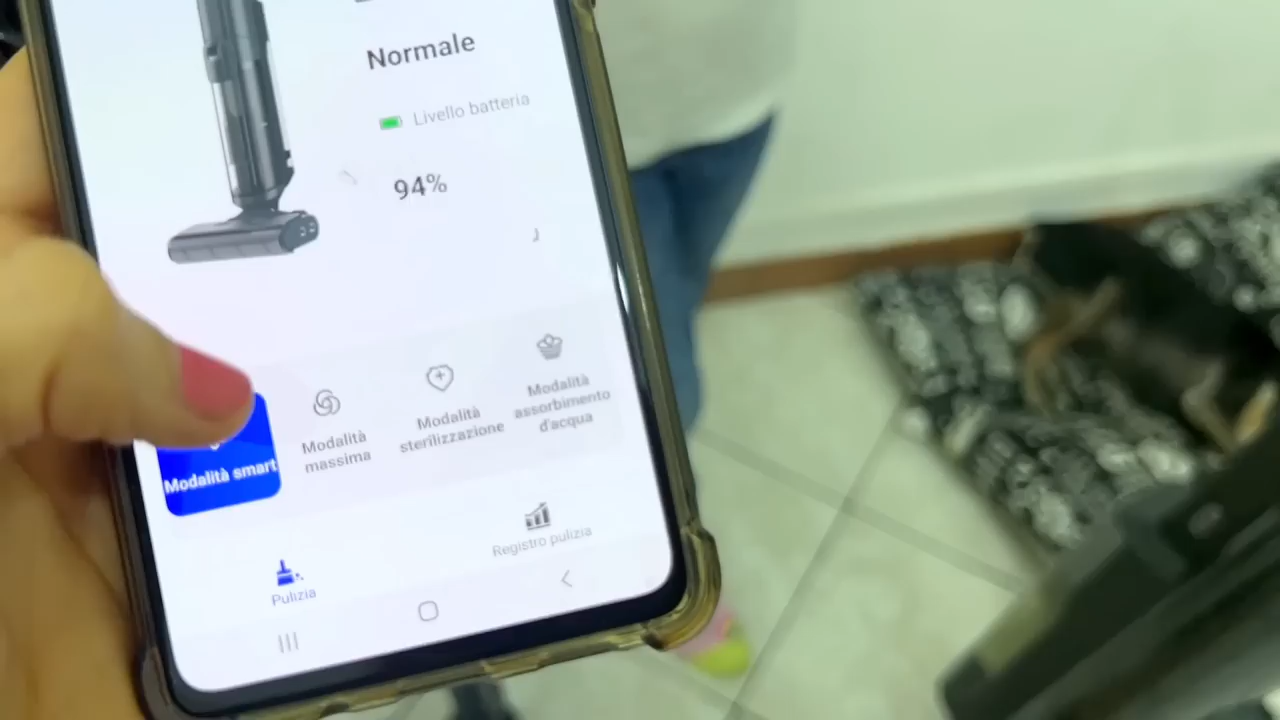 Normale
Livello batteria
94%
Modalità smart
Modalità
massima
Modalità
sterilizzazione
Modalità
assorbimento
d'acqua
Pulizia
Registro pulizia